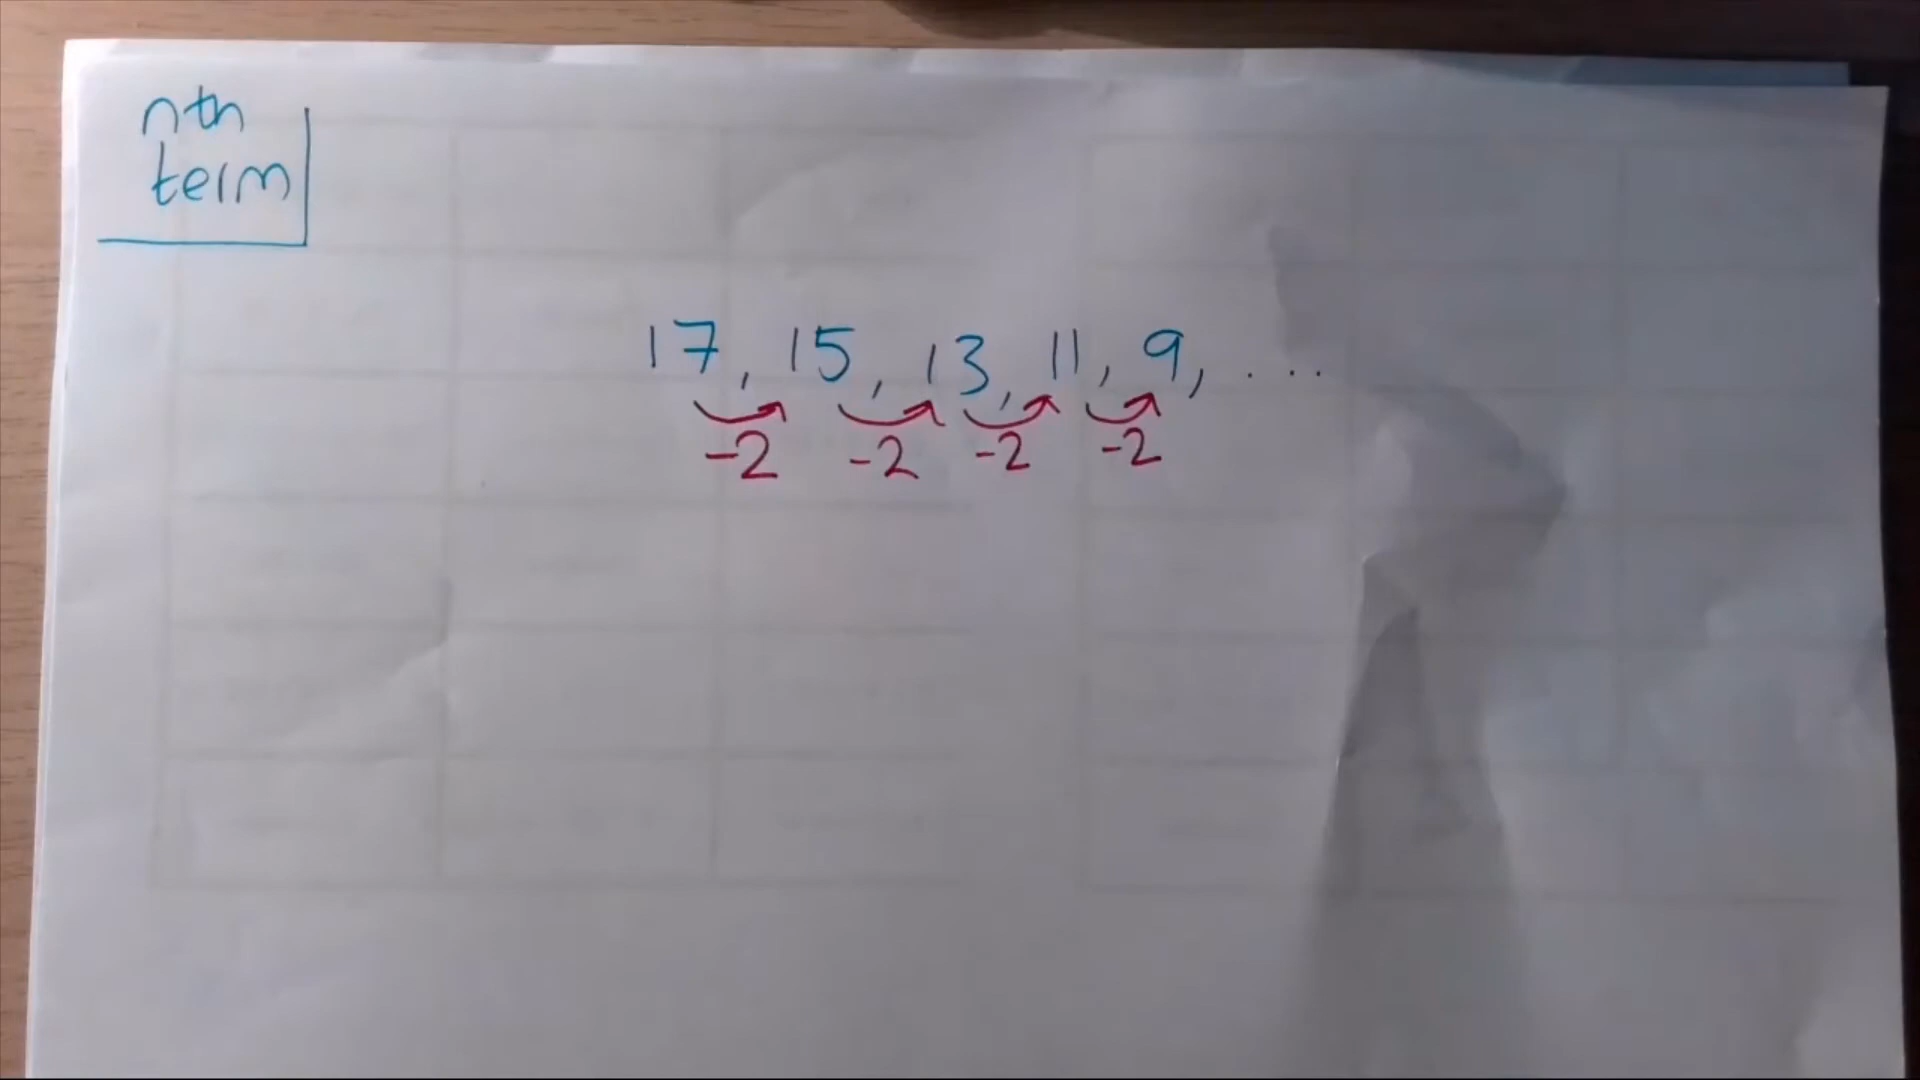 nth
term
17, 15, 13, 11, 9, ....
-2 -2 -2 -2